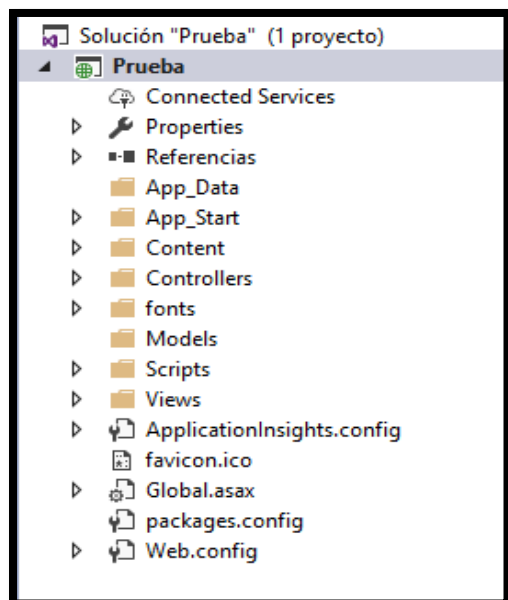 Solución "Prueba" (1 proyecto)
Prueba
Connected Services
Properties
Referencias
App_Data
App_Start
Content
Controllers
fonts
Models
Scripts
Views
ApplicationInsights.config
favicon.ico
Global.asax
packages.config
Web.config